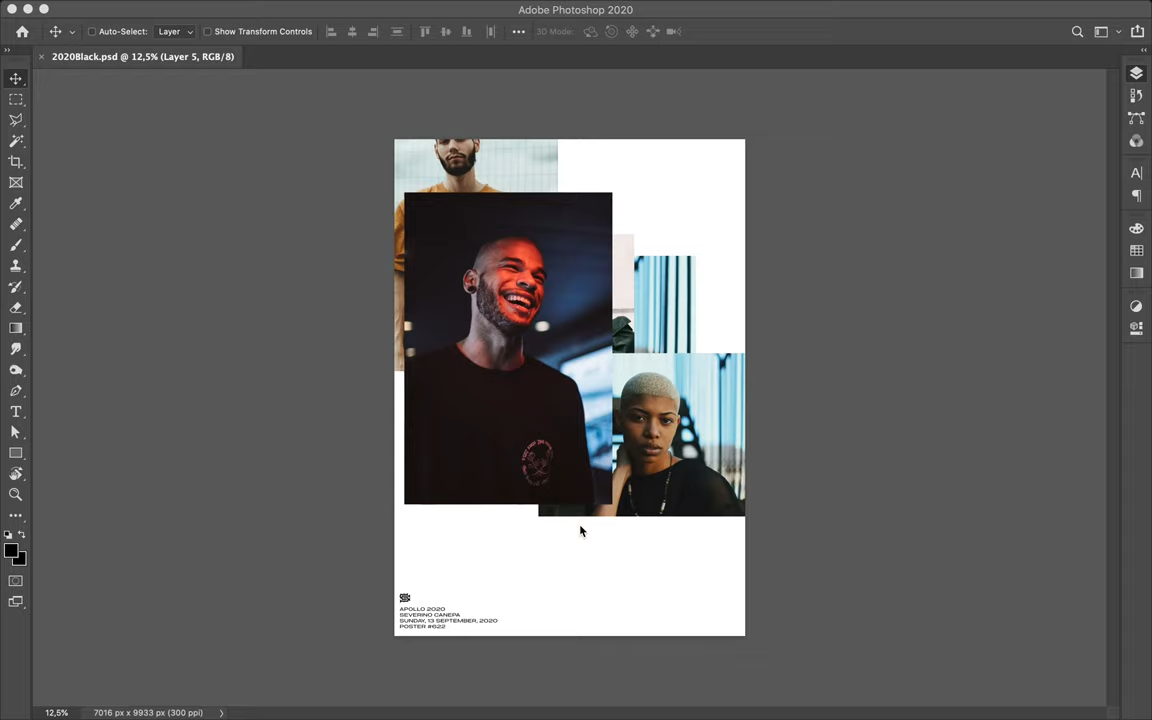 Adobe Photoshop 2020
Auto-Select: Layer Show Transform Controls 3D Mode:
2020Black.psd @ 12,5% (Layer 5, RGB/8)
APOLLO 2020
SEVERINO CANEPA
SUNDAY, 13 SEPTEMBER, 2020
POSTER #622
12,5% 7016 px x 9933 px (300 ppi)